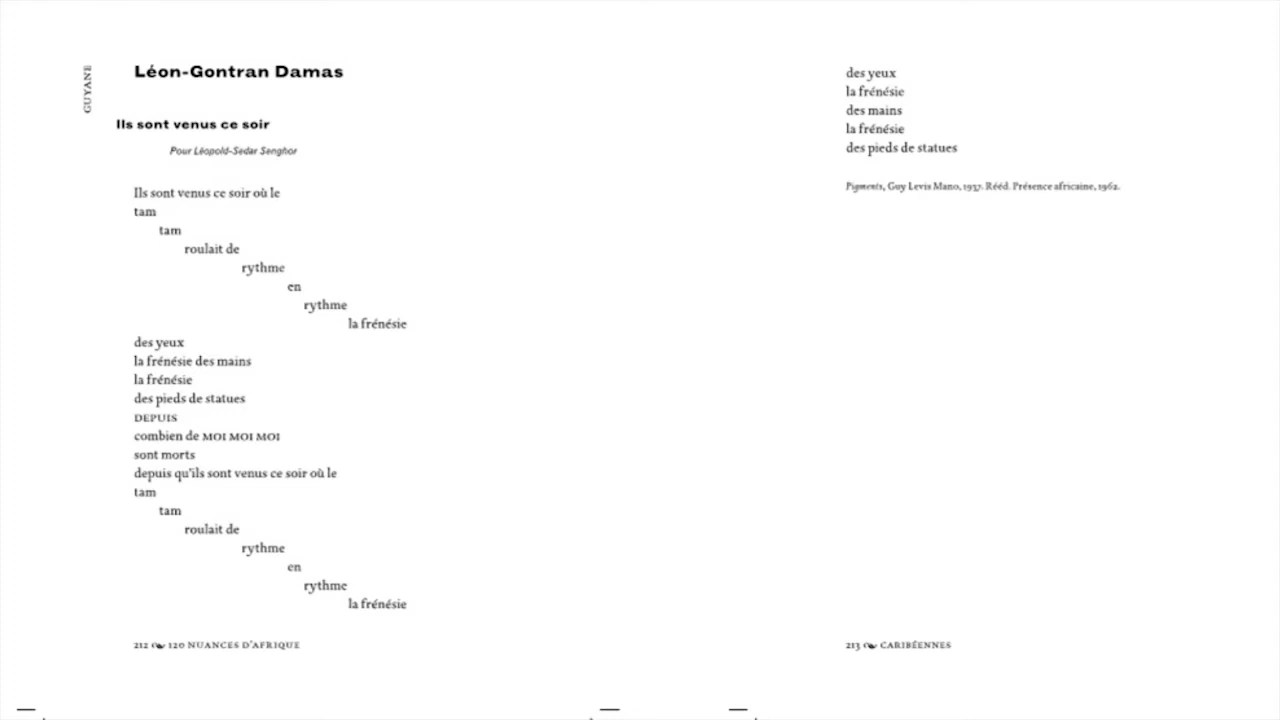 GUYANE
Léon-Gontran Damas
Ils sont venus ce soir
Pour Léopold-Sedar Senghor
Ils sont venus ce soir où le
tam
tam
roulait de
rythme
en
rythme
la frénésie
des yeux
la frénésie des mains
la frénésie
des pieds de statues
DEPUIS
combien de MOI MOI MOI
sont morts
depuis qu'ils sont venus ce soir où le
tam
tam
roulait de
rythme
en
rythme
la frénésie
212 ❧ 120 NUANCES D'AFRIQUE
des yeux
la frénésie
des mains
la frénésie
des pieds de statues
Pigments, Guy Levis Mano, 1937. Rééd. Présence africaine, 1962.
213 ❧ CARIBÉENNES